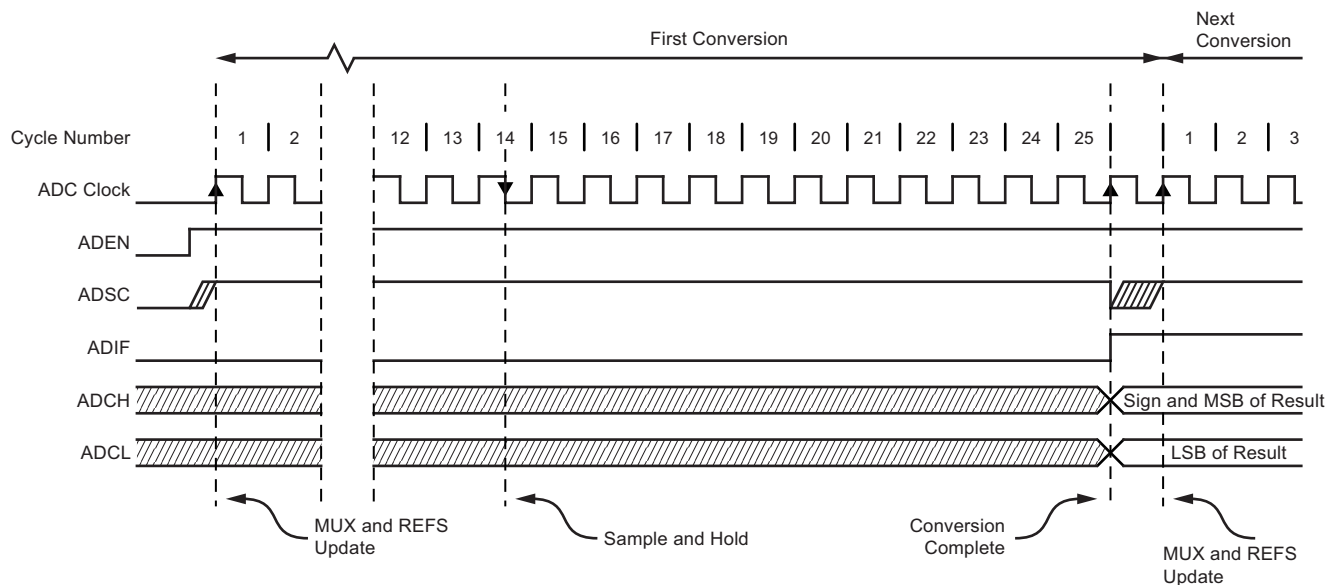 Next
Conversion
First Conversion
Cycle Number 1 2 12 13 14 15 16 17 18 19 20 21 22 23 24 25 1 2 3
ADC Clock
ADEN
ADSC
ADIF
ADCH Sign and MSB of Result
ADCL LSB of Result
MUX and REFS
Update
Sample and Hold
Conversion
Complete
MUX and REFS
Update